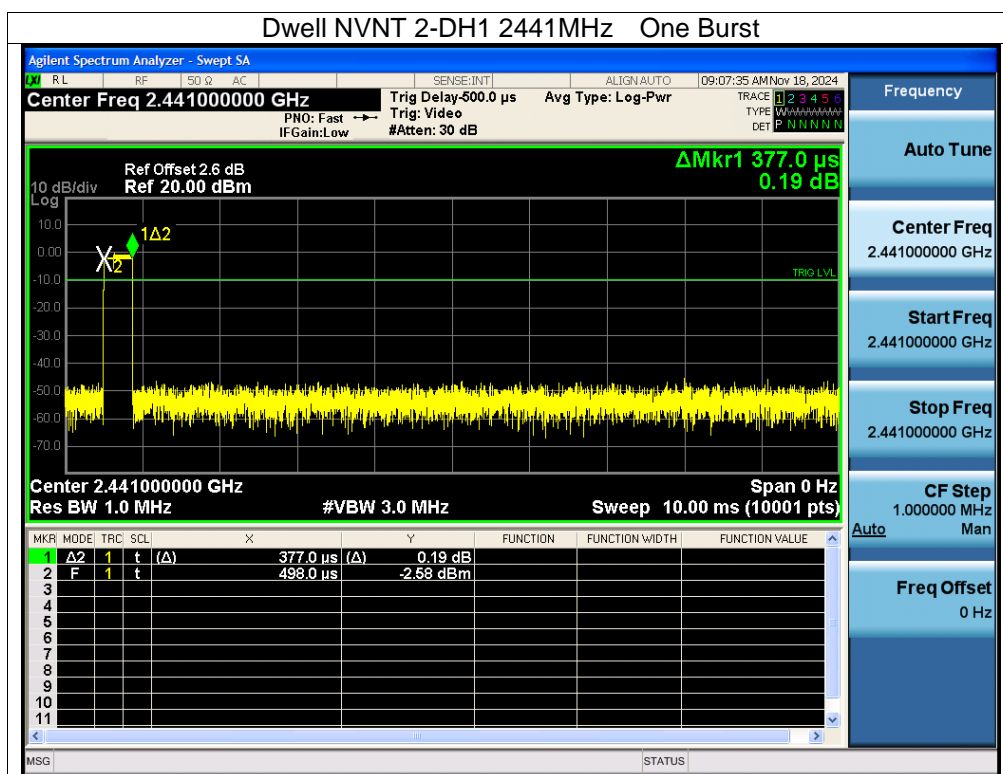 Dwell NVNT 2-DH1 2441MHz One Burst
Agilent Spectrum Analyzer - Swept SA
LXI RL RF 50 Ω AC SENSE:INT ALIGN AUTO 09:07:35 AM Nov 18, 2024
Center Freq 2.441000000 GHz Trig Delay-500.0 µs Avg Type: Log-Pwr TRACE 1 2 3 4 5 6
PNO: Fast Trig: Video TYPE WWWWWW
IFGain:Low #Atten: 30 dB DET P N N N N N
ΔMkr1 377.0 µs
0.19 dB
Ref Offset 2.6 dB
10 dB/div Ref 20.00 dBm
Log
10.0
0.00
-10.0
-20.0
-30.0
-40.0
-50.0
-60.0
-70.0
1Δ2
X2
TRIG LVL
Center 2.441000000 GHz Span 0 Hz
Res BW 1.0 MHz #VBW 3.0 MHz Sweep 10.00 ms (10001 pts)
MKR MODE TRC SCL X Y FUNCTION FUNCTION WIDTH FUNCTION VALUE
1 Δ2 1 t (Δ) 377.0 µs (Δ) 0.19 dB
2 F 1 t 498.0 µs -2.58 dBm
3
4
5
6
7
8
9
10
11
MSG STATUS
Frequency
Auto Tune
Center Freq
2.441000000 GHz
Start Freq
2.441000000 GHz
Stop Freq
2.441000000 GHz
CF Step
1.000000 MHz
Auto Man
Freq Offset
0 Hz